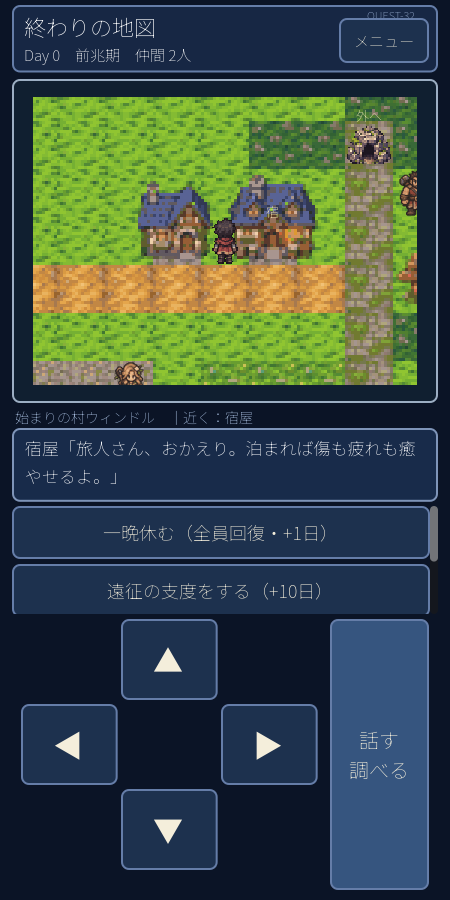 QUEST-32
終わりの地図
Day 0　前兆期　仲間 2人
メニュー
外へ
宿
始まりの村ウィンドル　｜近く：宿屋
宿屋「旅人さん、おかえり。泊まれば傷も疲れも癒
やせるよ。」
一晩休む（全員回復・+1日）
遠征の支度をする（+10日）
話す
調べる